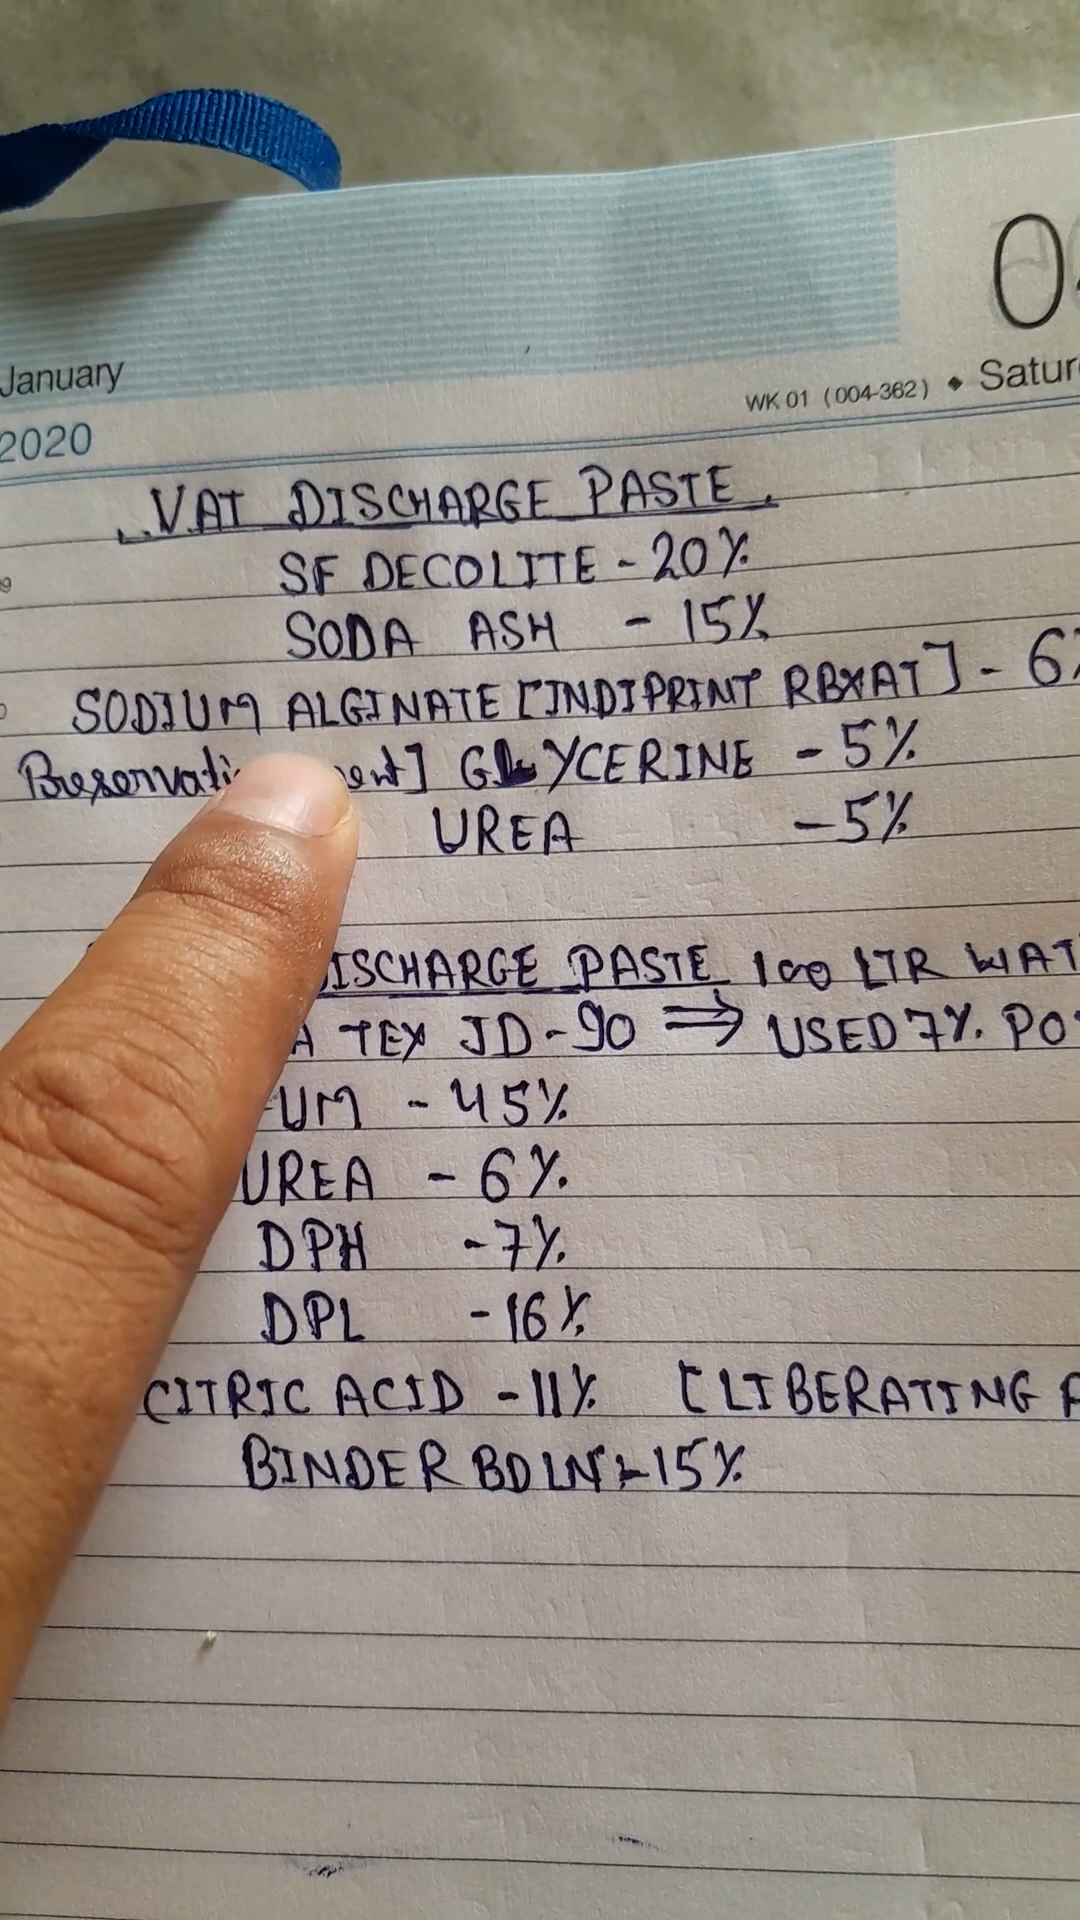 04
January
WK 01 (004-362) ◆ Satur
2020
VAT DISCHARGE PASTE
SF DECOLITE - 20%
SODA ASH - 15%
SODIUM ALGINATE [INDIPRINT RBXAT] - 6%
GLYCERINE - 5%
UREA - 5%
ISCHARGE PASTE 100 LTR WAT
A TEX JD-90 ⇒ USED 7%. PO
UM - 45%
UREA - 6%.
DPH - 7%.
DPL - 16%
CITRIC ACID - 11%. [LIBERATING A
BINDER BDLN - 15%.